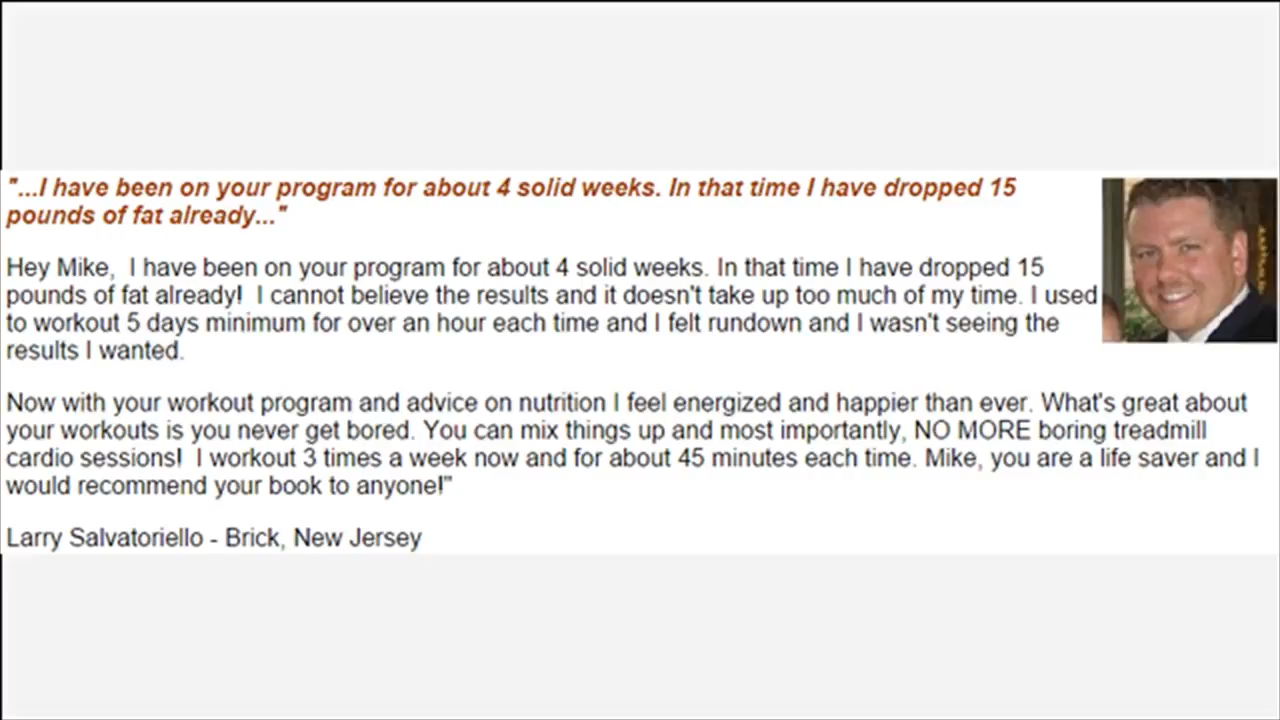 "...I have been on your program for about 4 solid weeks. In that time I have dropped 15
pounds of fat already..."
Hey Mike,  I have been on your program for about 4 solid weeks. In that time I have dropped 15
pounds of fat already!  I cannot believe the results and it doesn't take up too much of my time. I used
to workout 5 days minimum for over an hour each time and I felt rundown and I wasn't seeing the
results I wanted.
Now with your workout program and advice on nutrition I feel energized and happier than ever. What's great about
your workouts is you never get bored. You can mix things up and most importantly, NO MORE boring treadmill
cardio sessions!  I workout 3 times a week now and for about 45 minutes each time. Mike, you are a life saver and I
would recommend your book to anyone!"
Larry Salvatoriello - Brick, New Jersey